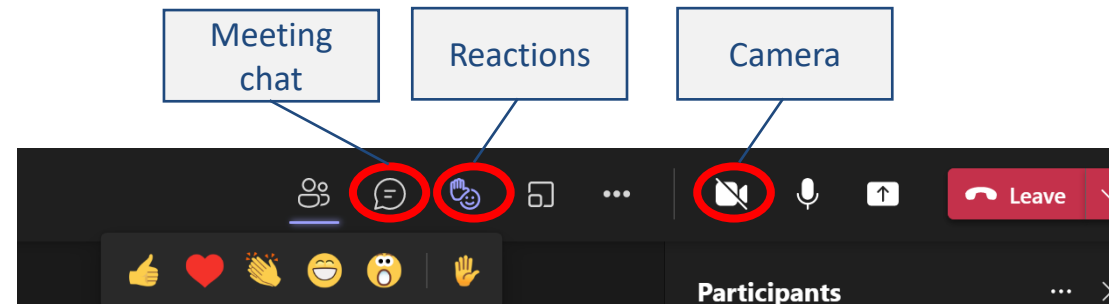 Meeting
chat
Reactions
Camera
Leave
Participants